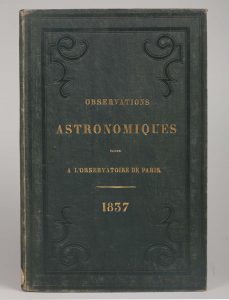 OBSERVATIONS
ASTRONOMIQUES
FAITES
A L'OBSERVATOIRE DE PARIS
1837